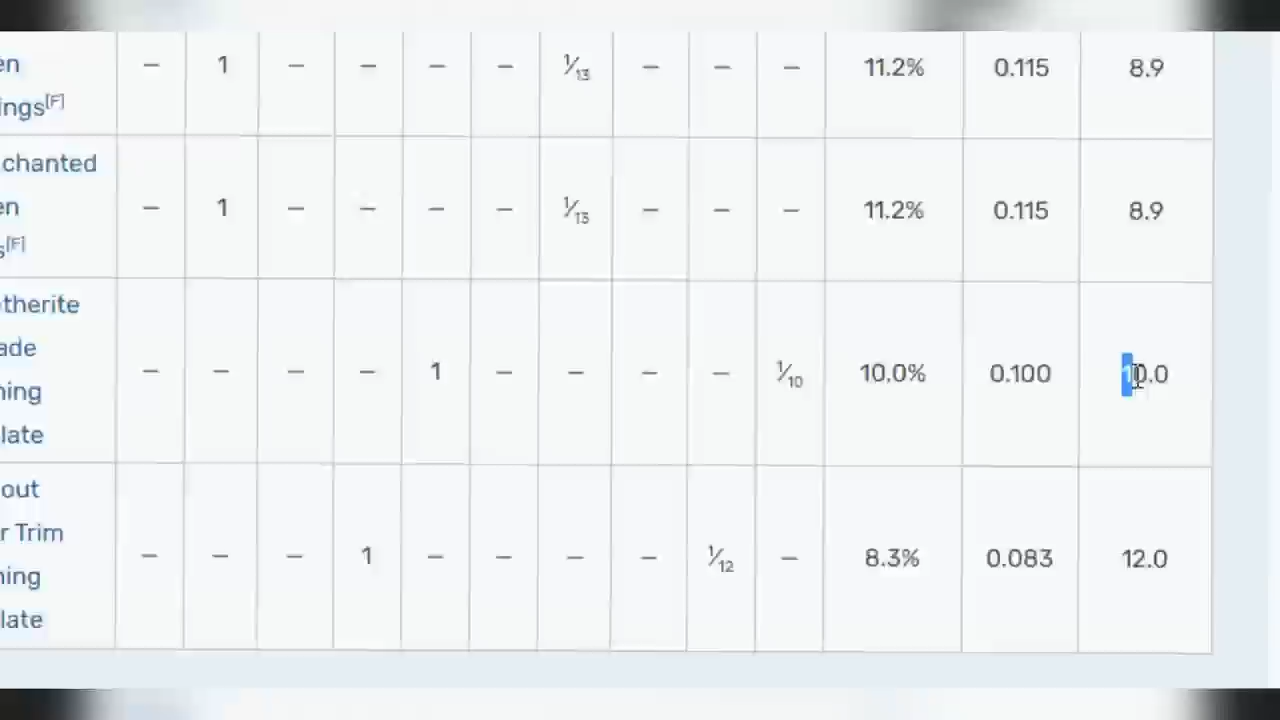 en — 1 — — — — ¹⁄₁₃ — — — 11.2% 0.115 8.9
ings[F]
chanted
en — 1 — — — — ¹⁄₁₃ — — — 11.2% 0.115 8.9
s[F]
therite
ade
— — — — 1 — — — — ¹⁄₁₀ 10.0% 0.100 10.0
ning
late
out
r Trim
— — — 1 — — — — ¹⁄₁₂ — 8.3% 0.083 12.0
ning
late